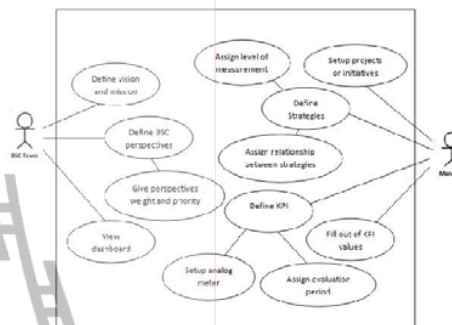 Define vision
and mission
Define BSC
perspectives
Give perspectives
weight and priority
View
dashboard
BSC Team
Assign level of
measurement
Setup projects
or initiatives
Define
Strategies
Assign relationship
between strategies
Define KPI
Fill out of KPI
values
Setup analog
meter
Assign evaluation
period